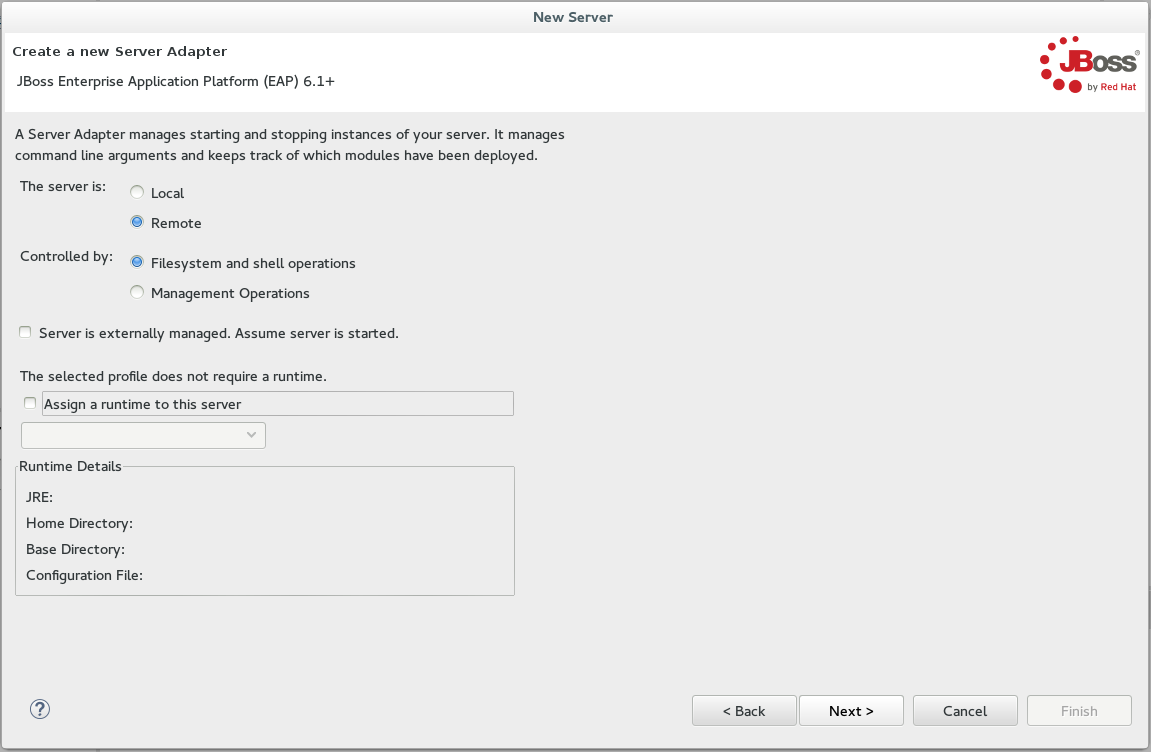 New Server
Create a new Server Adapter
JBoss Enterprise Application Platform (EAP) 6.1+
JBoss®
by Red Hat
A Server Adapter manages starting and stopping instances of your server. It manages
command line arguments and keeps track of which modules have been deployed.
The server is:
Local
Remote
Controlled by:
Filesystem and shell operations
Management Operations
Server is externally managed. Assume server is started.
The selected profile does not require a runtime.
Assign a runtime to this server
Runtime Details
JRE:
Home Directory:
Base Directory:
Configuration File:
?
< Back
Next >
Cancel
Finish